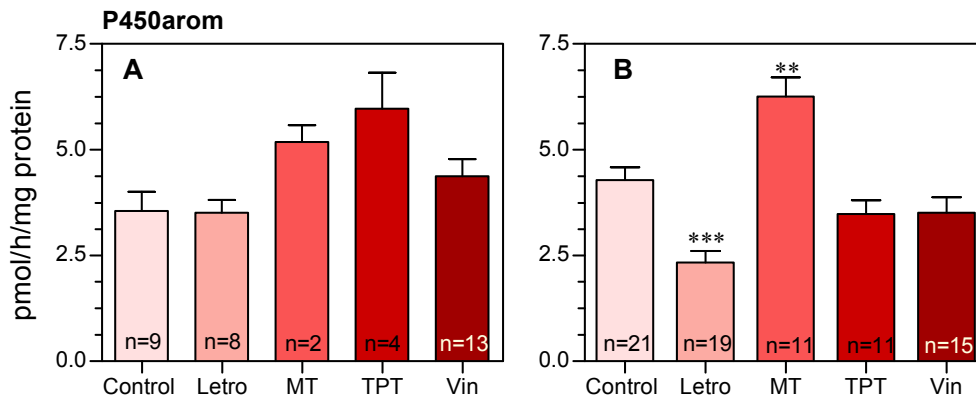 P450arom
pmol/h/mg protein
7.5
5.0
2.5
0.0
A
n=9 n=8 n=2 n=4 n=13
Control Letro MT TPT Vin
7.5
5.0
2.5
0.0
B
**
***
n=21 n=19 n=11 n=11 n=15
Control Letro MT TPT Vin